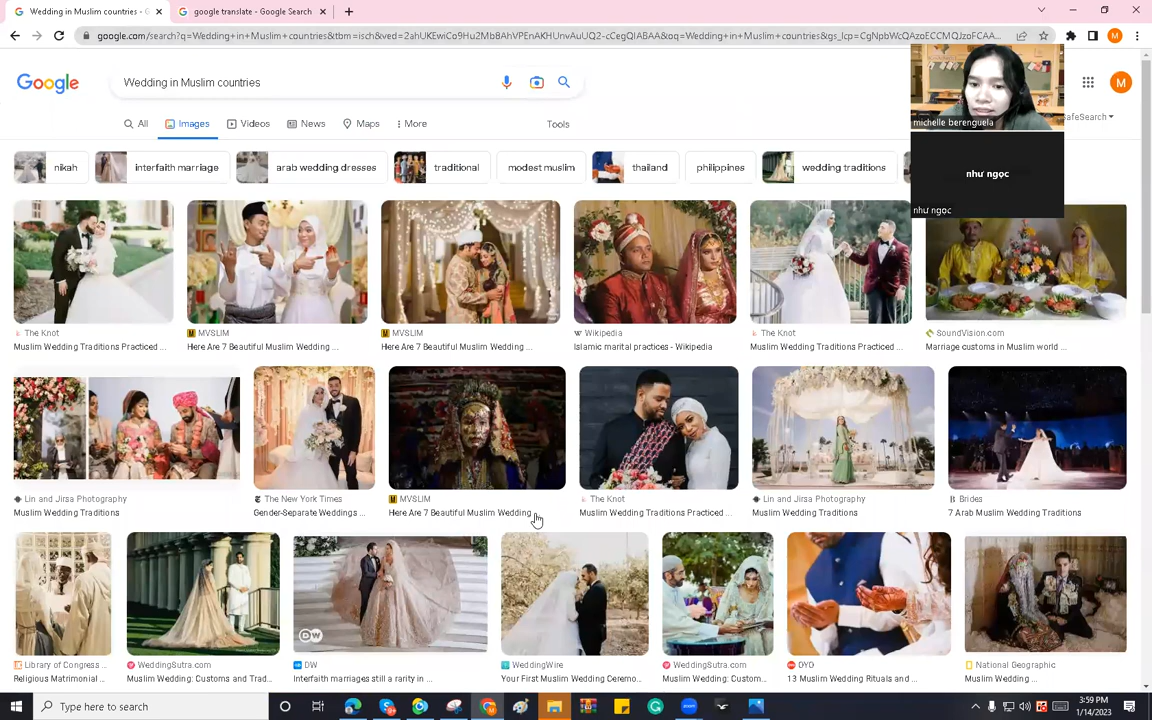 Wedding in Muslim countries - G
google translate - Google Search
google.com/search?q=Wedding+in+Muslim+countries&tbm=isch&ved=2ahUKEwiCo9Hu2Mb8AhVPEnAKHUnvAuUQ2-cCegQIABAA&oq=Wedding+in+Muslim+countries&gs_lcp=CgNpbWcQAzoECCMQJzoFCAA...
M
Google
Wedding in Muslim countries
M
michelle berenguela
SafeSearch
All
Images
Videos
News
Maps
More
Tools
nikah
interfaith marriage
arab wedding dresses
traditional
modest muslim
thailand
philippines
wedding traditions
như ngọc
như ngọc
The Knot
MVSLIM
MVSLIM
Wikipedia
The Knot
SoundVision.com
Muslim Wedding Traditions Practiced ...
Here Are 7 Beautiful Muslim Wedding ...
Here Are 7 Beautiful Muslim Wedding ...
Islamic marital practices - Wikipedia
Muslim Wedding Traditions Practiced ...
Marriage customs in Muslim world ...
Lin and Jirsa Photography
The New York Times
MVSLIM
The Knot
Lin and Jirsa Photography
Brides
Muslim Wedding Traditions
Gender-Separate Weddings ...
Here Are 7 Beautiful Muslim Wedding
Muslim Wedding Traditions Practiced ...
Muslim Wedding Traditions
7 Arab Muslim Wedding Traditions
DW
Library of Congress ...
WeddingSutra.com
DW
WeddingWire
WeddingSutra.com
DYD
National Geographic
Religious Matrimonial ...
Muslim Wedding: Customs and Trad...
Interfaith marriages still a rarity in ...
Your First Muslim Wedding Ceremo...
Muslim Wedding: Custom...
13 Muslim Wedding Rituals and ...
Muslim Wedding ...
Type here to search
3:59 PM
1/14/2023